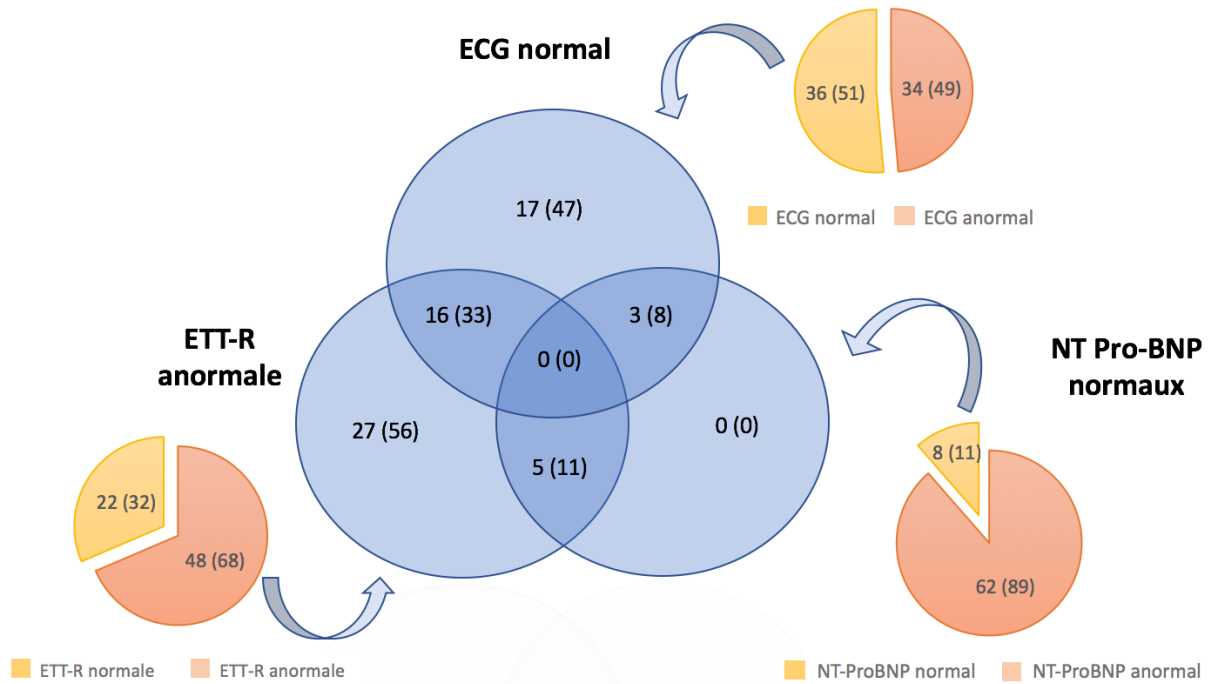 ECG normal
36 (51)
34 (49)
ECG normal
ECG anormal
17 (47)
16 (33)
3 (8)
0 (0)
ETT-R
anormale
NT Pro-BNP
normaux
27 (56)
0 (0)
5 (11)
8 (11)
62 (89)
22 (32)
48 (68)
ETT-R normale
ETT-R anormale
NT-ProBNP normal
NT-ProBNP anormal